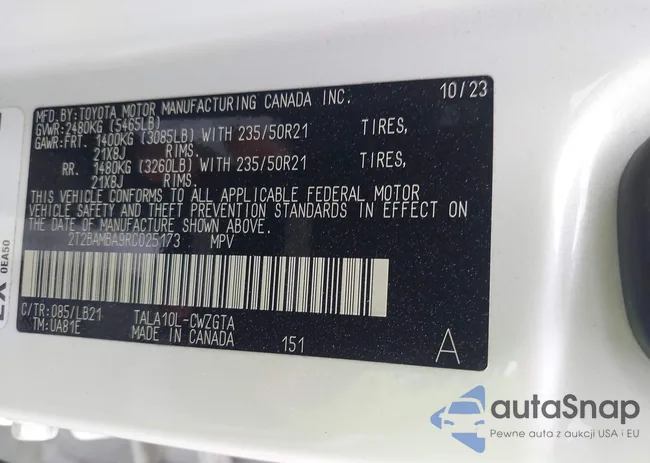 MFD.BY:TOYOTA MOTOR MANUFACTURING CANADA INC. 10/23
GVWR:2480KG (5465LB)
GAWR:FRT. 1400KG (3085LB) WITH 235/50R21 TIRES,
21X8J RIMS.
RR. 1480KG (3260LB) WITH 235/50R21 TIRES,
21X8J RIMS.
THIS VEHICLE CONFORMS TO ALL APPLICABLE FEDERAL MOTOR
VEHICLE SAFETY AND THEFT PREVENTION STANDARDS IN EFFECT ON
THE DATE OF MANUFACTURE SHOWN ABOVE.
2T2BAMBA9RC025173 MPV
C/TR:085/LB21 TALA10L-CWZGTA
TM:UA81E MADE IN CANADA 151 A
0EA50
autaSnap
Pewne auta z aukcji USA i EU